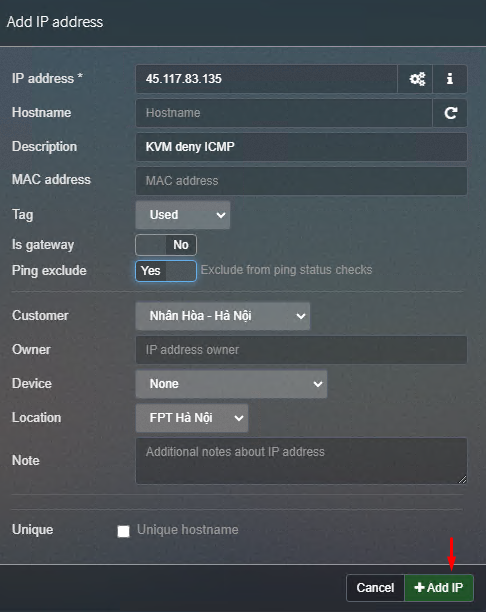 Add IP address
IP address * 45.117.83.135
Hostname Hostname
Description KVM deny ICMP
MAC address MAC address
Tag Used
Is gateway No
Ping exclude Yes Exclude from ping status checks
Customer Nhân Hòa - Hà Nội
Owner IP address owner
Device None
Location FPT Hà Nội
Note Additional notes about IP address
Unique Unique hostname
Cancel + Add IP